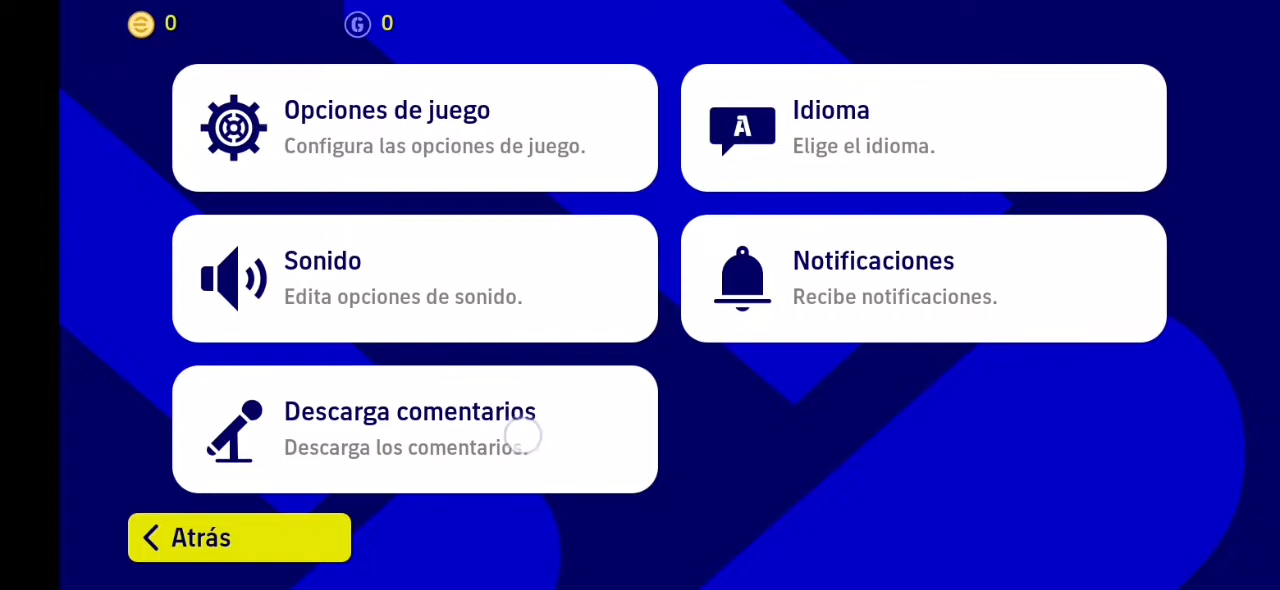 0
0
Opciones de juego
Configura las opciones de juego.
A
Idioma
Elige el idioma.
Sonido
Edita opciones de sonido.
Notificaciones
Recibe notificaciones.
Descarga comentarios
Descarga los comentarios.
Atrás